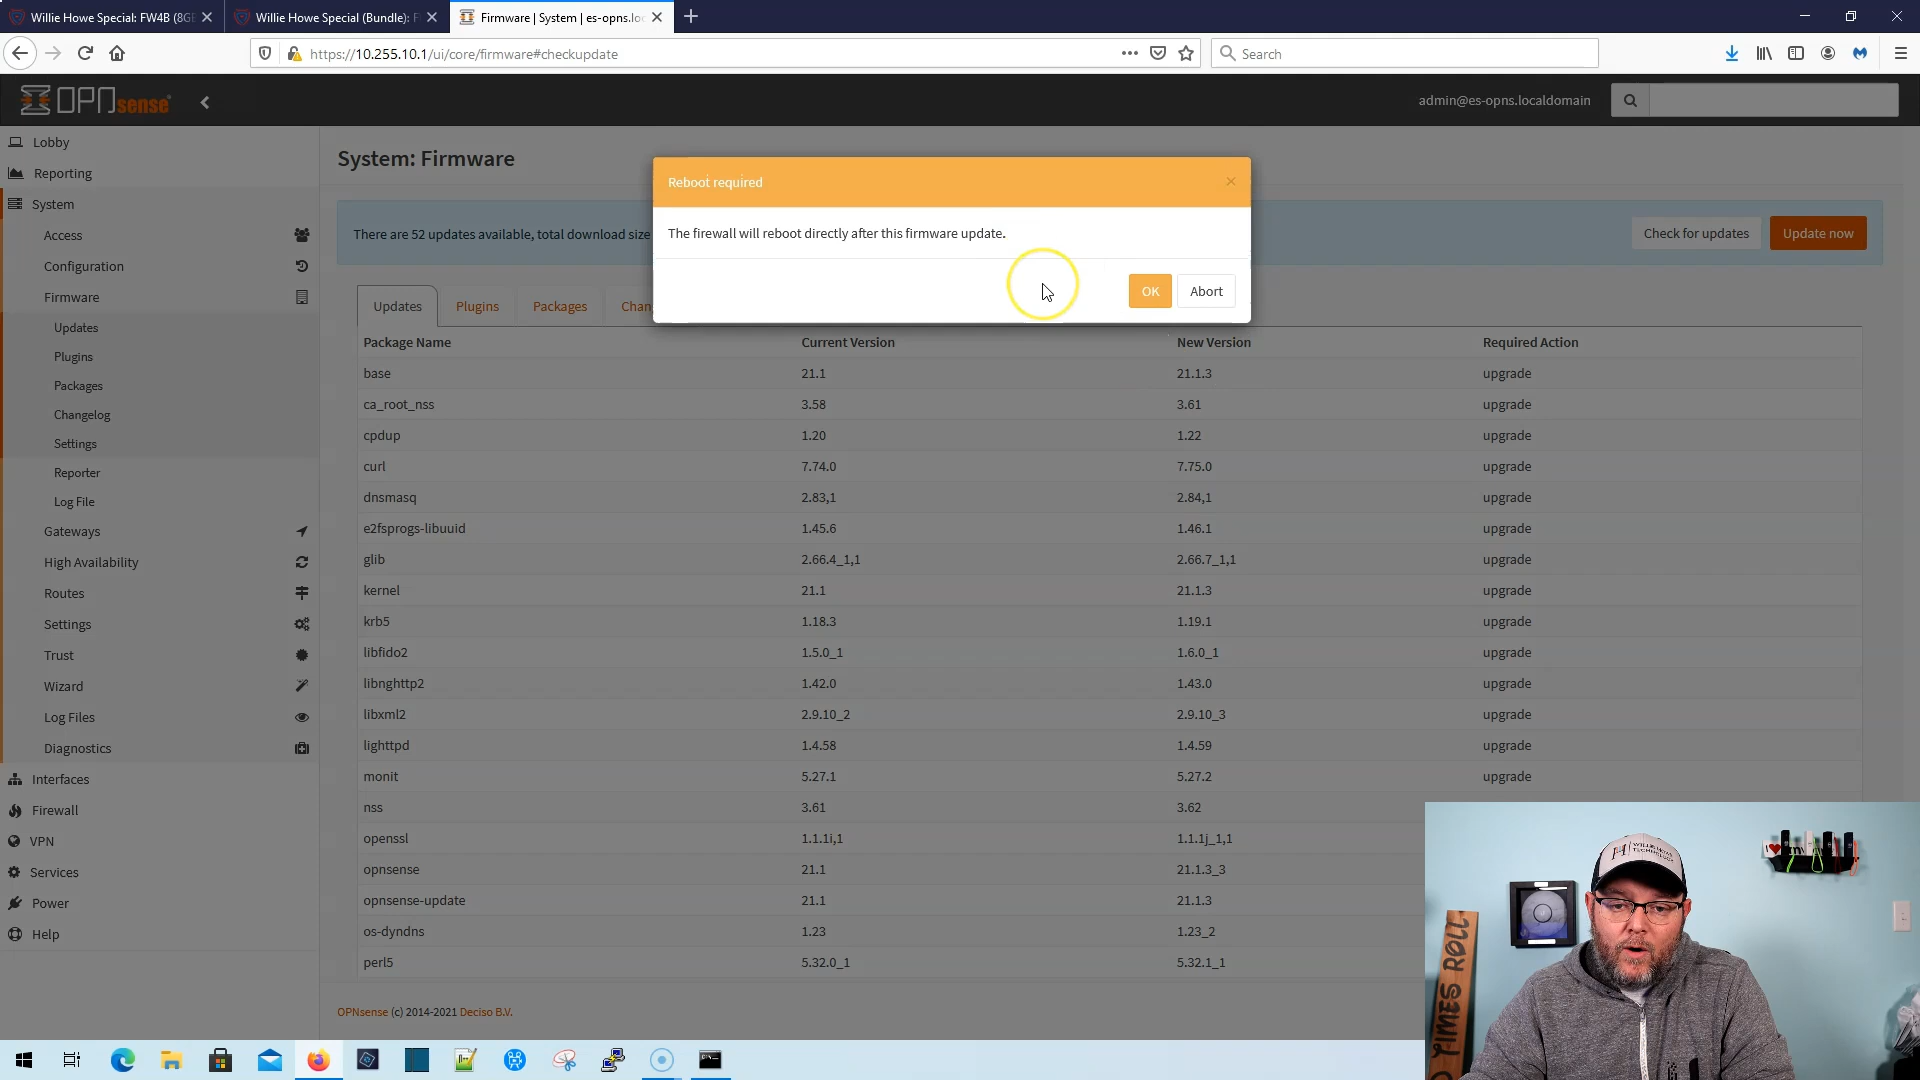 Willie Howe Special: FW4B (8GB
Willie Howe Special (Bundle): F
Firmware | System | es-opns.loc
https://10.255.10.1/ui/core/firmware#checkupdate
Search
OPNsense
admin@es-opns.localdomain
Lobby
Reporting
System
Access
Configuration
Firmware
Updates
Plugins
Packages
Changelog
Settings
Reporter
Log File
Gateways
High Availability
Routes
Settings
Trust
Wizard
Log Files
Diagnostics
Interfaces
Firewall
VPN
Services
Power
Help
System: Firmware
There are 52 updates available, total download size
Check for updates
Update now
Reboot required
×
The firewall will reboot directly after this firmware update.
OK
Abort
Updates
Plugins
Packages
Chan
Package Name Current Version New Version Required Action
base 21.1 21.1.3 upgrade
ca_root_nss 3.58 3.61 upgrade
cpdup 1.20 1.22 upgrade
curl 7.74.0 7.75.0 upgrade
dnsmasq 2.83,1 2.84,1 upgrade
e2fsprogs-libuuid 1.45.6 1.46.1 upgrade
glib 2.66.4_1,1 2.66.7_1,1 upgrade
kernel 21.1 21.1.3 upgrade
krb5 1.18.3 1.19.1 upgrade
libfido2 1.5.0_1 1.6.0_1 upgrade
libnghttp2 1.42.0 1.43.0 upgrade
libxml2 2.9.10_2 2.9.10_3 upgrade
lighttpd 1.4.58 1.4.59 upgrade
monit 5.27.1 5.27.2 upgrade
nss 3.61 3.62
openssl 1.1.1i,1 1.1.1j_1,1
opnsense 21.1 21.1.3_3
opnsense-update 21.1 21.1.3
os-dyndns 1.23 1.23_2
perl5 5.32.0_1 5.32.1_1
OPNsense (c) 2014-2021 Deciso B.V.
WILLIE HOWE
TECHNOLOGY
TIMES ROLL